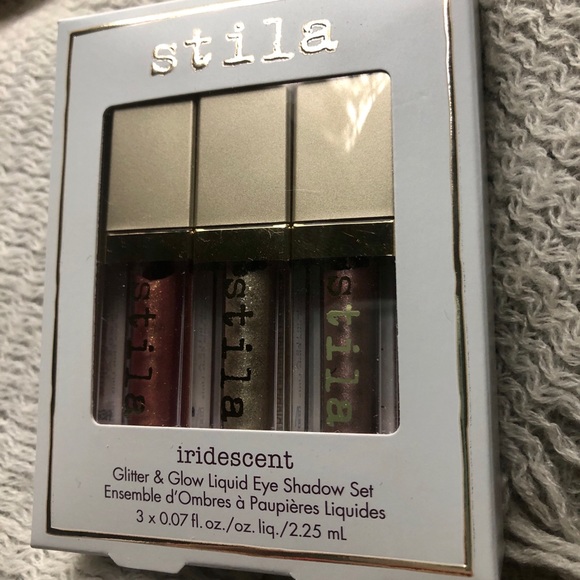 stila
stila
stila
stila
iridescent
Glitter & Glow Liquid Eye Shadow Set
Ensemble d'Ombres à Paupières Liquides
3 x 0.07 fl. oz./oz. liq./2.25 mL